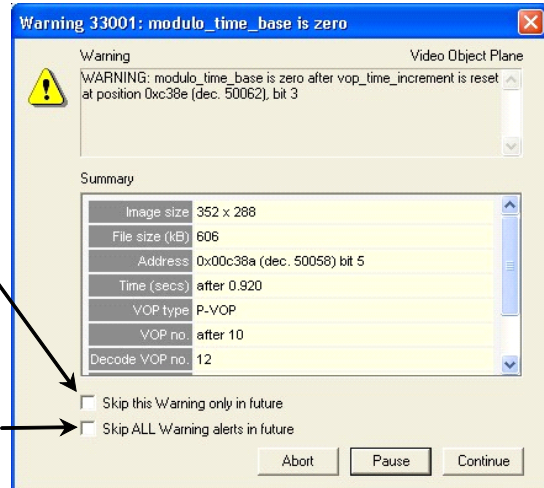 Warning 33001: modulo_time_base is zero
Warning Video Object Plane
WARNING: modulo_time_base is zero after vop_time_increment is reset
at position 0xc38e (dec. 50062), bit 3
Summary
Image size 352 x 288
File size (kB) 606
Address 0x00c38a (dec. 50058) bit 5
Time (secs) after 0.920
VOP type P-VOP
VOP no. after 10
Decode VOP no. 12
Skip this Warning only in future
Skip ALL Warning alerts in future
Abort Pause Continue